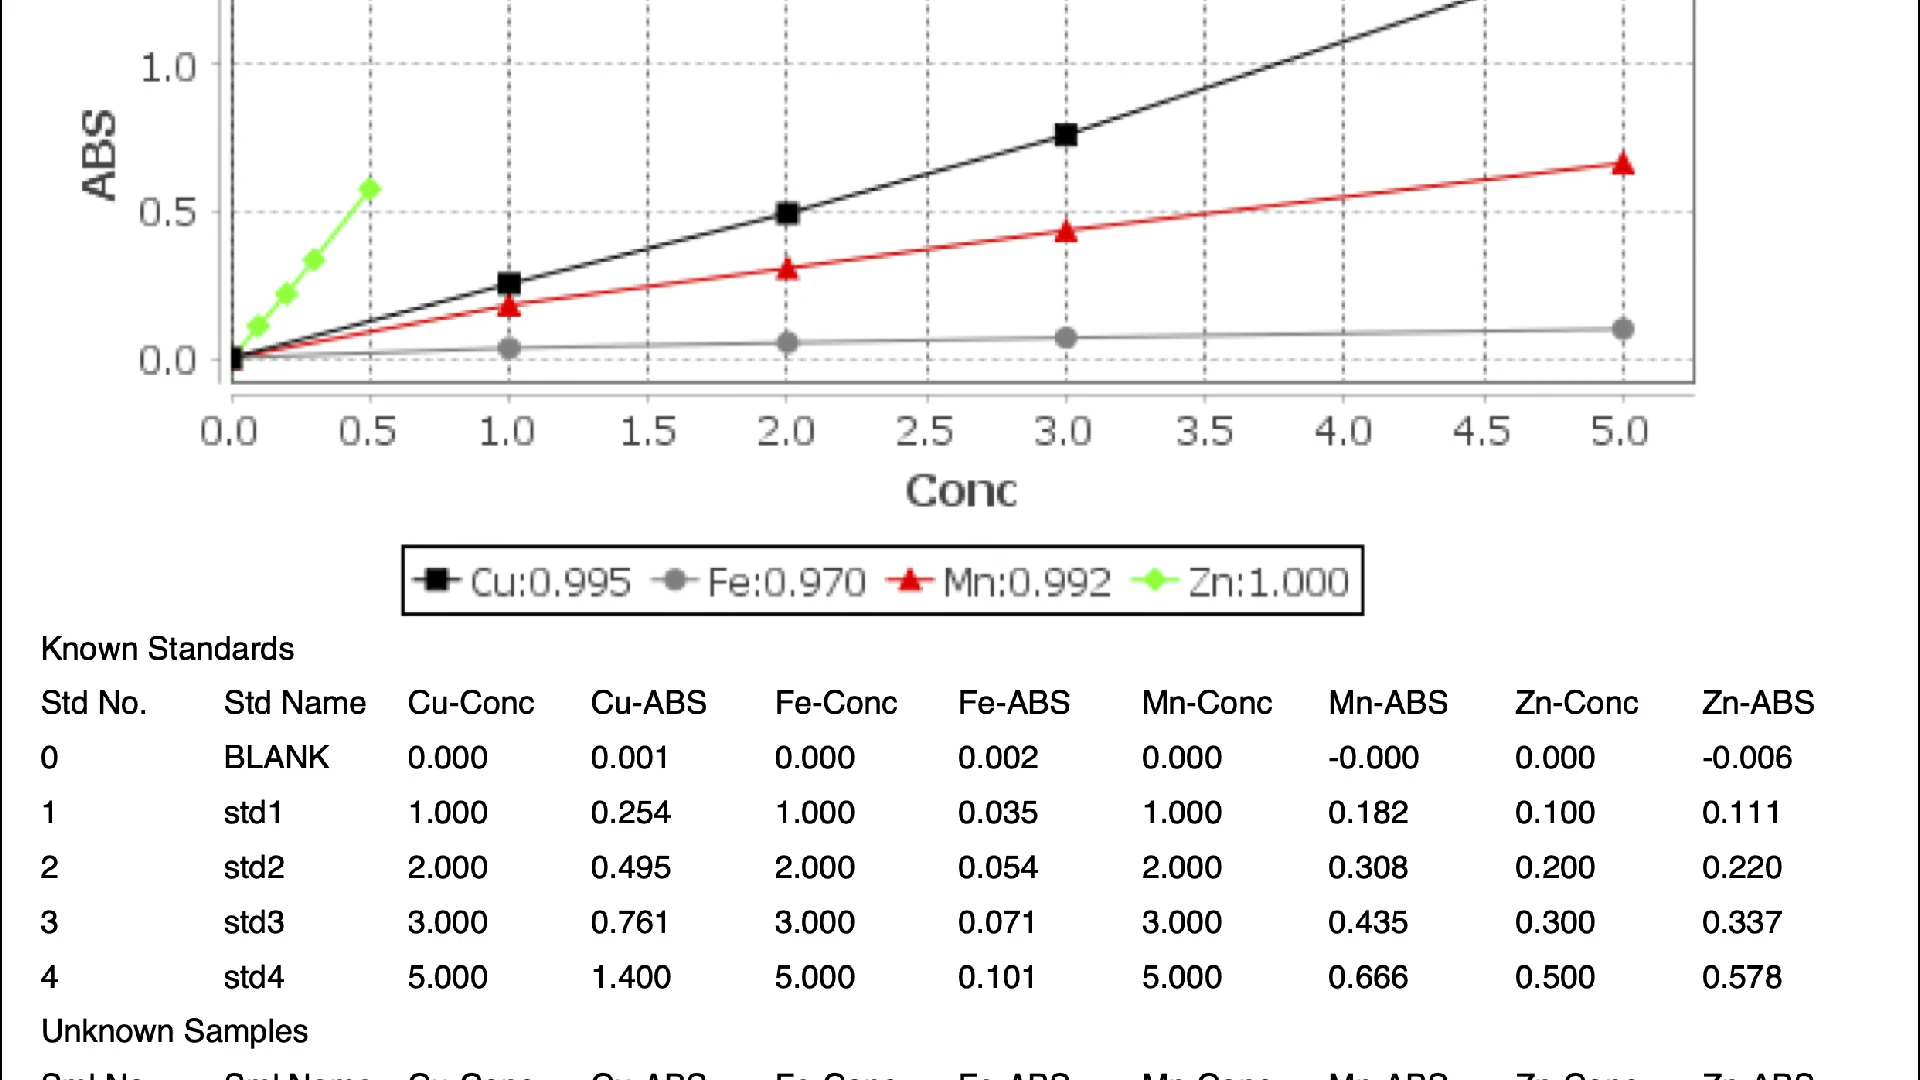 1.0
ABS
0.5
0.0
0.0 0.5 1.0 1.5 2.0 2.5 3.0 3.5 4.0 4.5 5.0
Conc
Cu:0.995 Fe:0.970 Mn:0.992 Zn:1.000
Known Standards
Std No. Std Name Cu-Conc Cu-ABS Fe-Conc Fe-ABS Mn-Conc Mn-ABS Zn-Conc Zn-ABS
0 BLANK 0.000 0.001 0.000 0.002 0.000 -0.000 0.000 -0.006
1 std1 1.000 0.254 1.000 0.035 1.000 0.182 0.100 0.111
2 std2 2.000 0.495 2.000 0.054 2.000 0.308 0.200 0.220
3 std3 3.000 0.761 3.000 0.071 3.000 0.435 0.300 0.337
4 std4 5.000 1.400 5.000 0.101 5.000 0.666 0.500 0.578
Unknown Samples